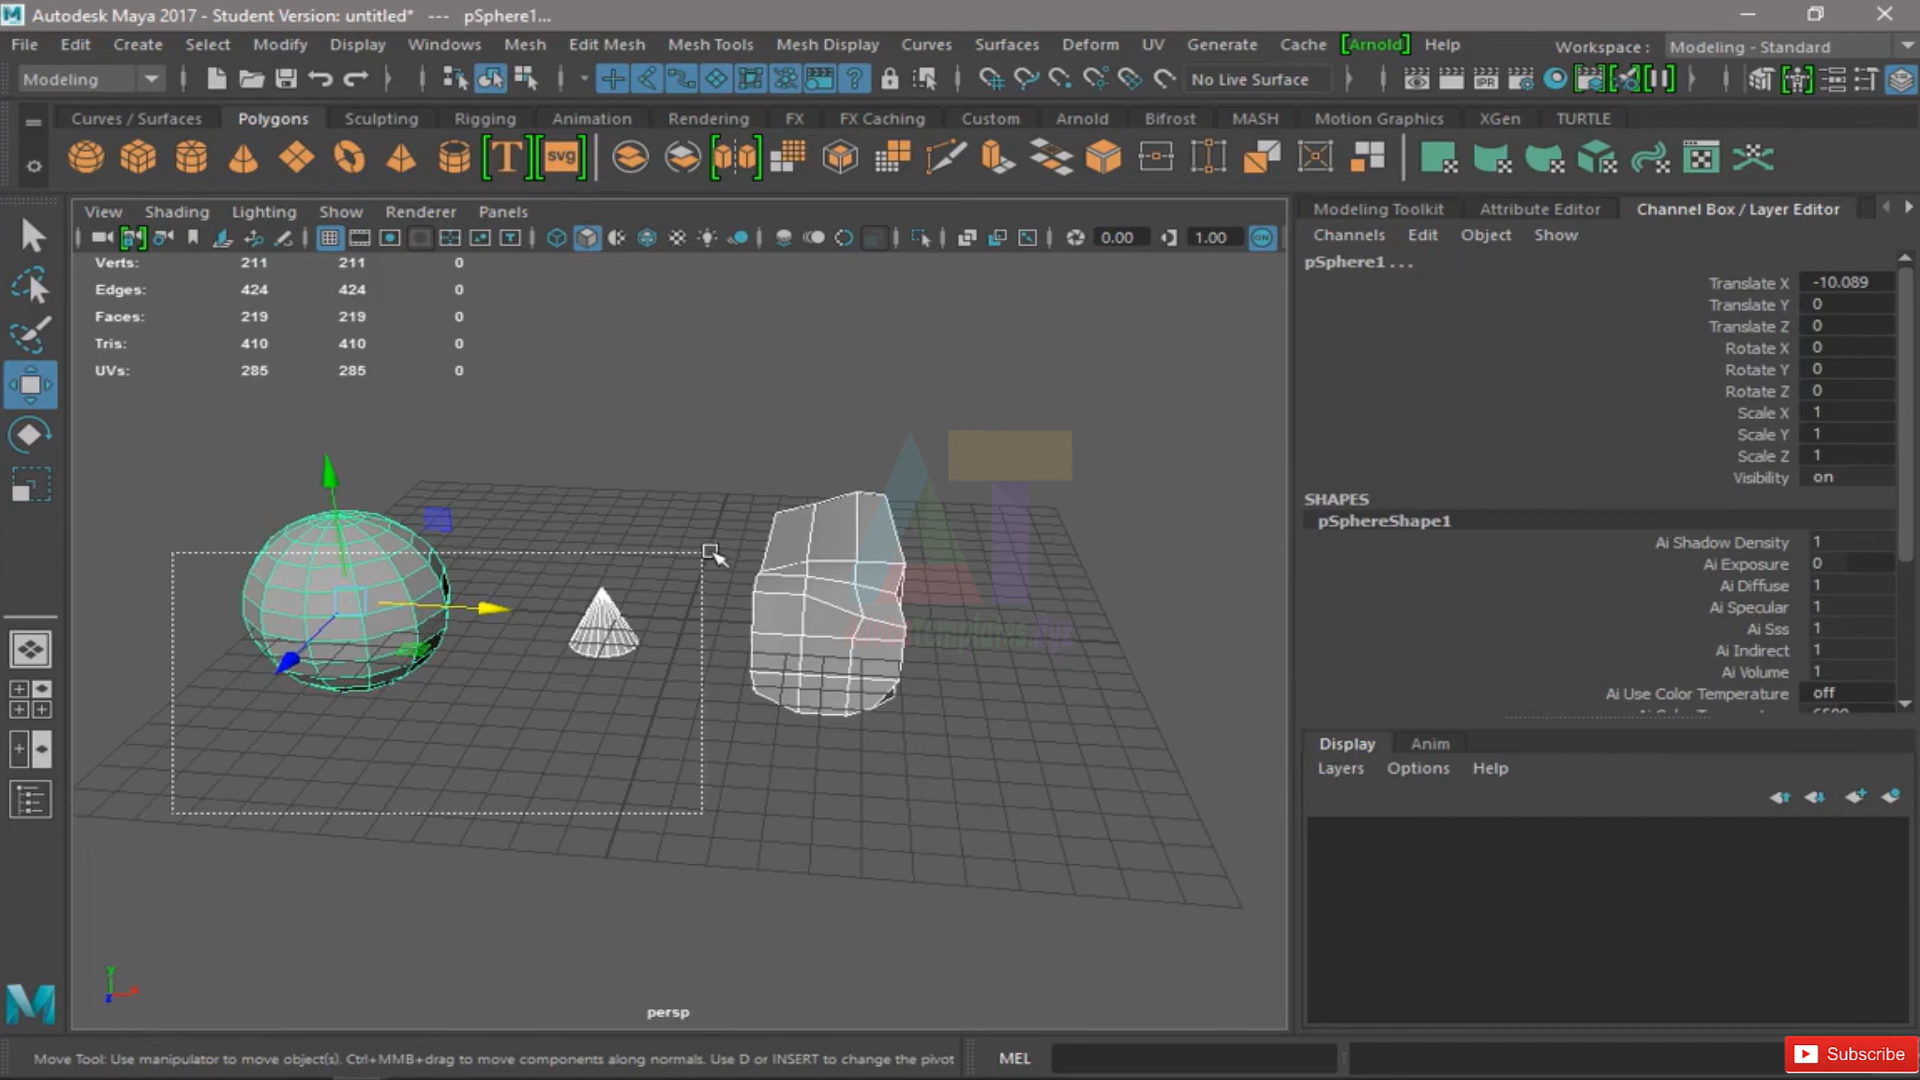 Autodesk Maya 2017 - Student Version: untitled* --- pSphere1...
File Edit Create Select Modify Display Windows Mesh Edit Mesh Mesh Tools Mesh Display Curves Surfaces Deform UV Generate Cache [Arnold] Help Workspace : Modeling - Standard
Modeling No Live Surface IPR
Curves / Surfaces Polygons Sculpting Rigging Animation Rendering FX FX Caching Custom Arnold Bifrost MASH Motion Graphics XGen TURTLE
T SVG
View Shading Lighting Show Renderer Panels
0.00 1.00 ON
Verts: 211 211 0
Edges: 424 424 0
Faces: 219 219 0
Tris: 410 410 0
UVs: 285 285 0
persp
Modeling Toolkit Attribute Editor Channel Box / Layer Editor
Channels Edit Object Show
pSphere1 . . .
Translate X -10.089
Translate Y 0
Translate Z 0
Rotate X 0
Rotate Y 0
Rotate Z 0
Scale X 1
Scale Y 1
Scale Z 1
Visibility on
SHAPES
pSphereShape1
Ai Shadow Density 1
Ai Exposure 0
Ai Diffuse 1
Ai Specular 1
Ai Sss 1
Ai Indirect 1
Ai Volume 1
Ai Use Color Temperature off
Display Anim
Layers Options Help
Move Tool: Use manipulator to move object(s). Ctrl+MMB+drag to move components along normals. Use D or INSERT to change the pivot
MEL
Subscribe